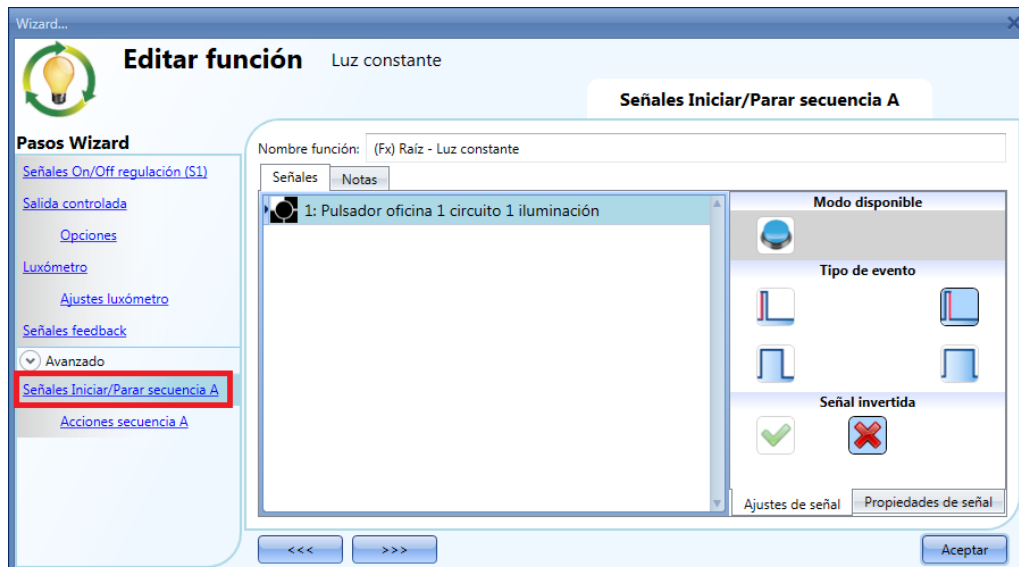 Wizard...
Editar función Luz constante
Señales Iniciar/Parar secuencia A
Pasos Wizard
Señales On/Off regulación (S1)
Salida controlada
Opciones
Luxómetro
Ajustes luxómetro
Señales feedback
Avanzado
Señales Iniciar/Parar secuencia A
Acciones secuencia A
Nombre función: (Fx) Raíz - Luz constante
Señales Notas
1: Pulsador oficina 1 circuito 1 iluminación
Modo disponible
Tipo de evento
Señal invertida
Ajustes de señal Propiedades de señal
<<< >>> Aceptar